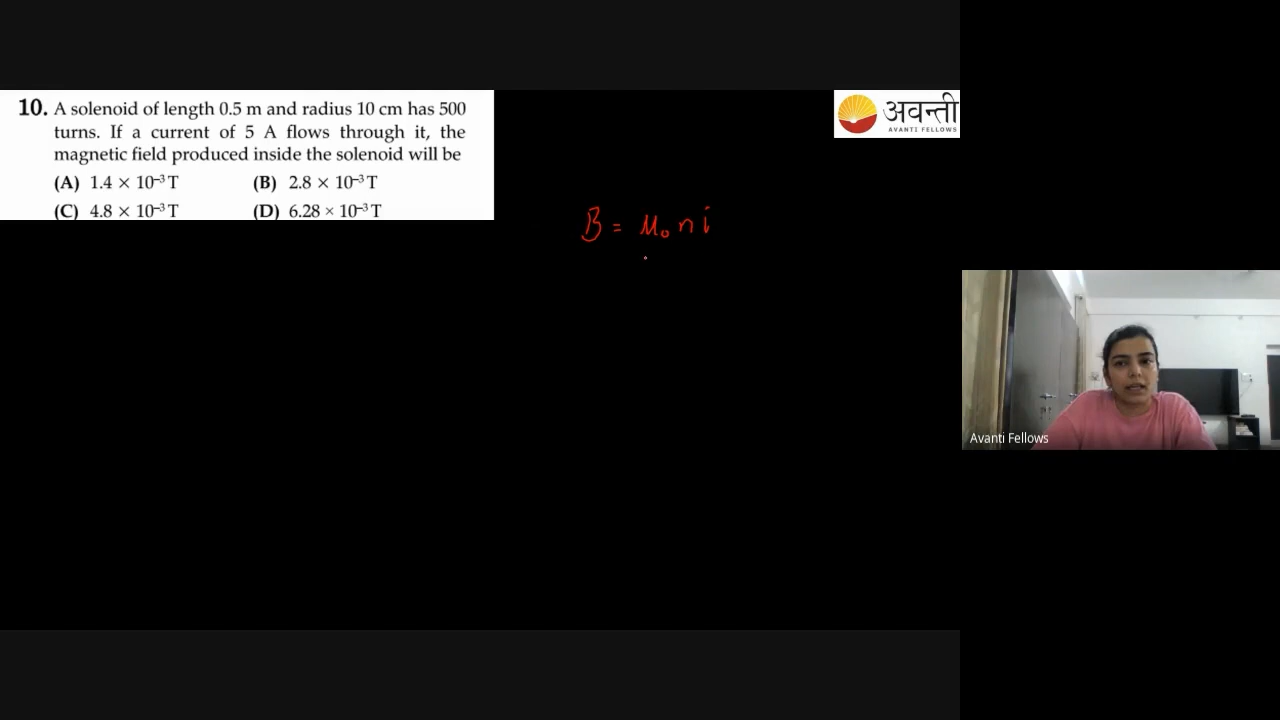 10. A solenoid of length 0.5 m and radius 10 cm has 500
turns. If a current of 5 A flows through it, the
magnetic field produced inside the solenoid will be
(A) 1.4 × 10⁻³ T (B) 2.8 × 10⁻³ T
(C) 4.8 × 10⁻³ T (D) 6.28 × 10⁻³ T
अवन्ती
AVANTI FELLOWS
B = μ₀ n i
Avanti Fellows